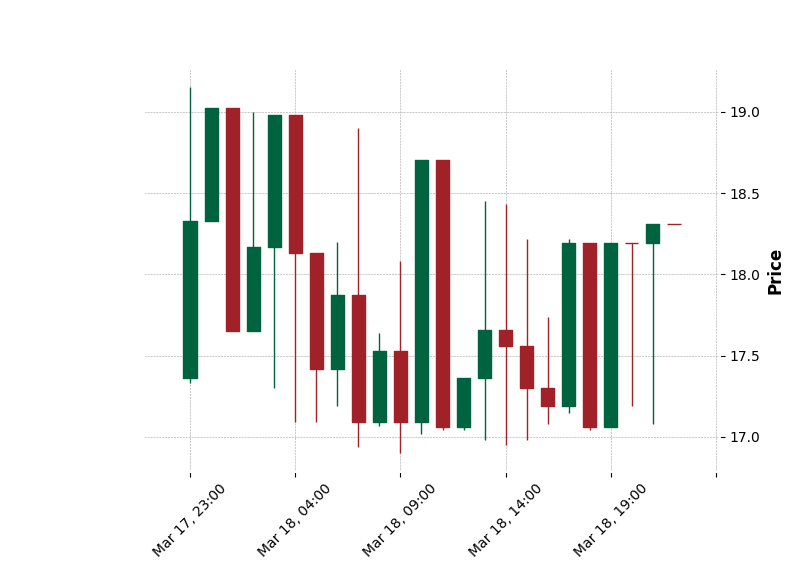 19.0
18.5
18.0
17.5
17.0
Price
Mar 17, 23:00
Mar 18, 04:00
Mar 18, 09:00
Mar 18, 14:00
Mar 18, 19:00